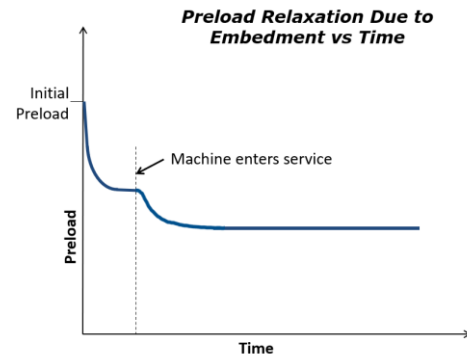 Preload Relaxation Due to
Embedment vs Time
Initial
Preload
Machine enters service
Preload
Time